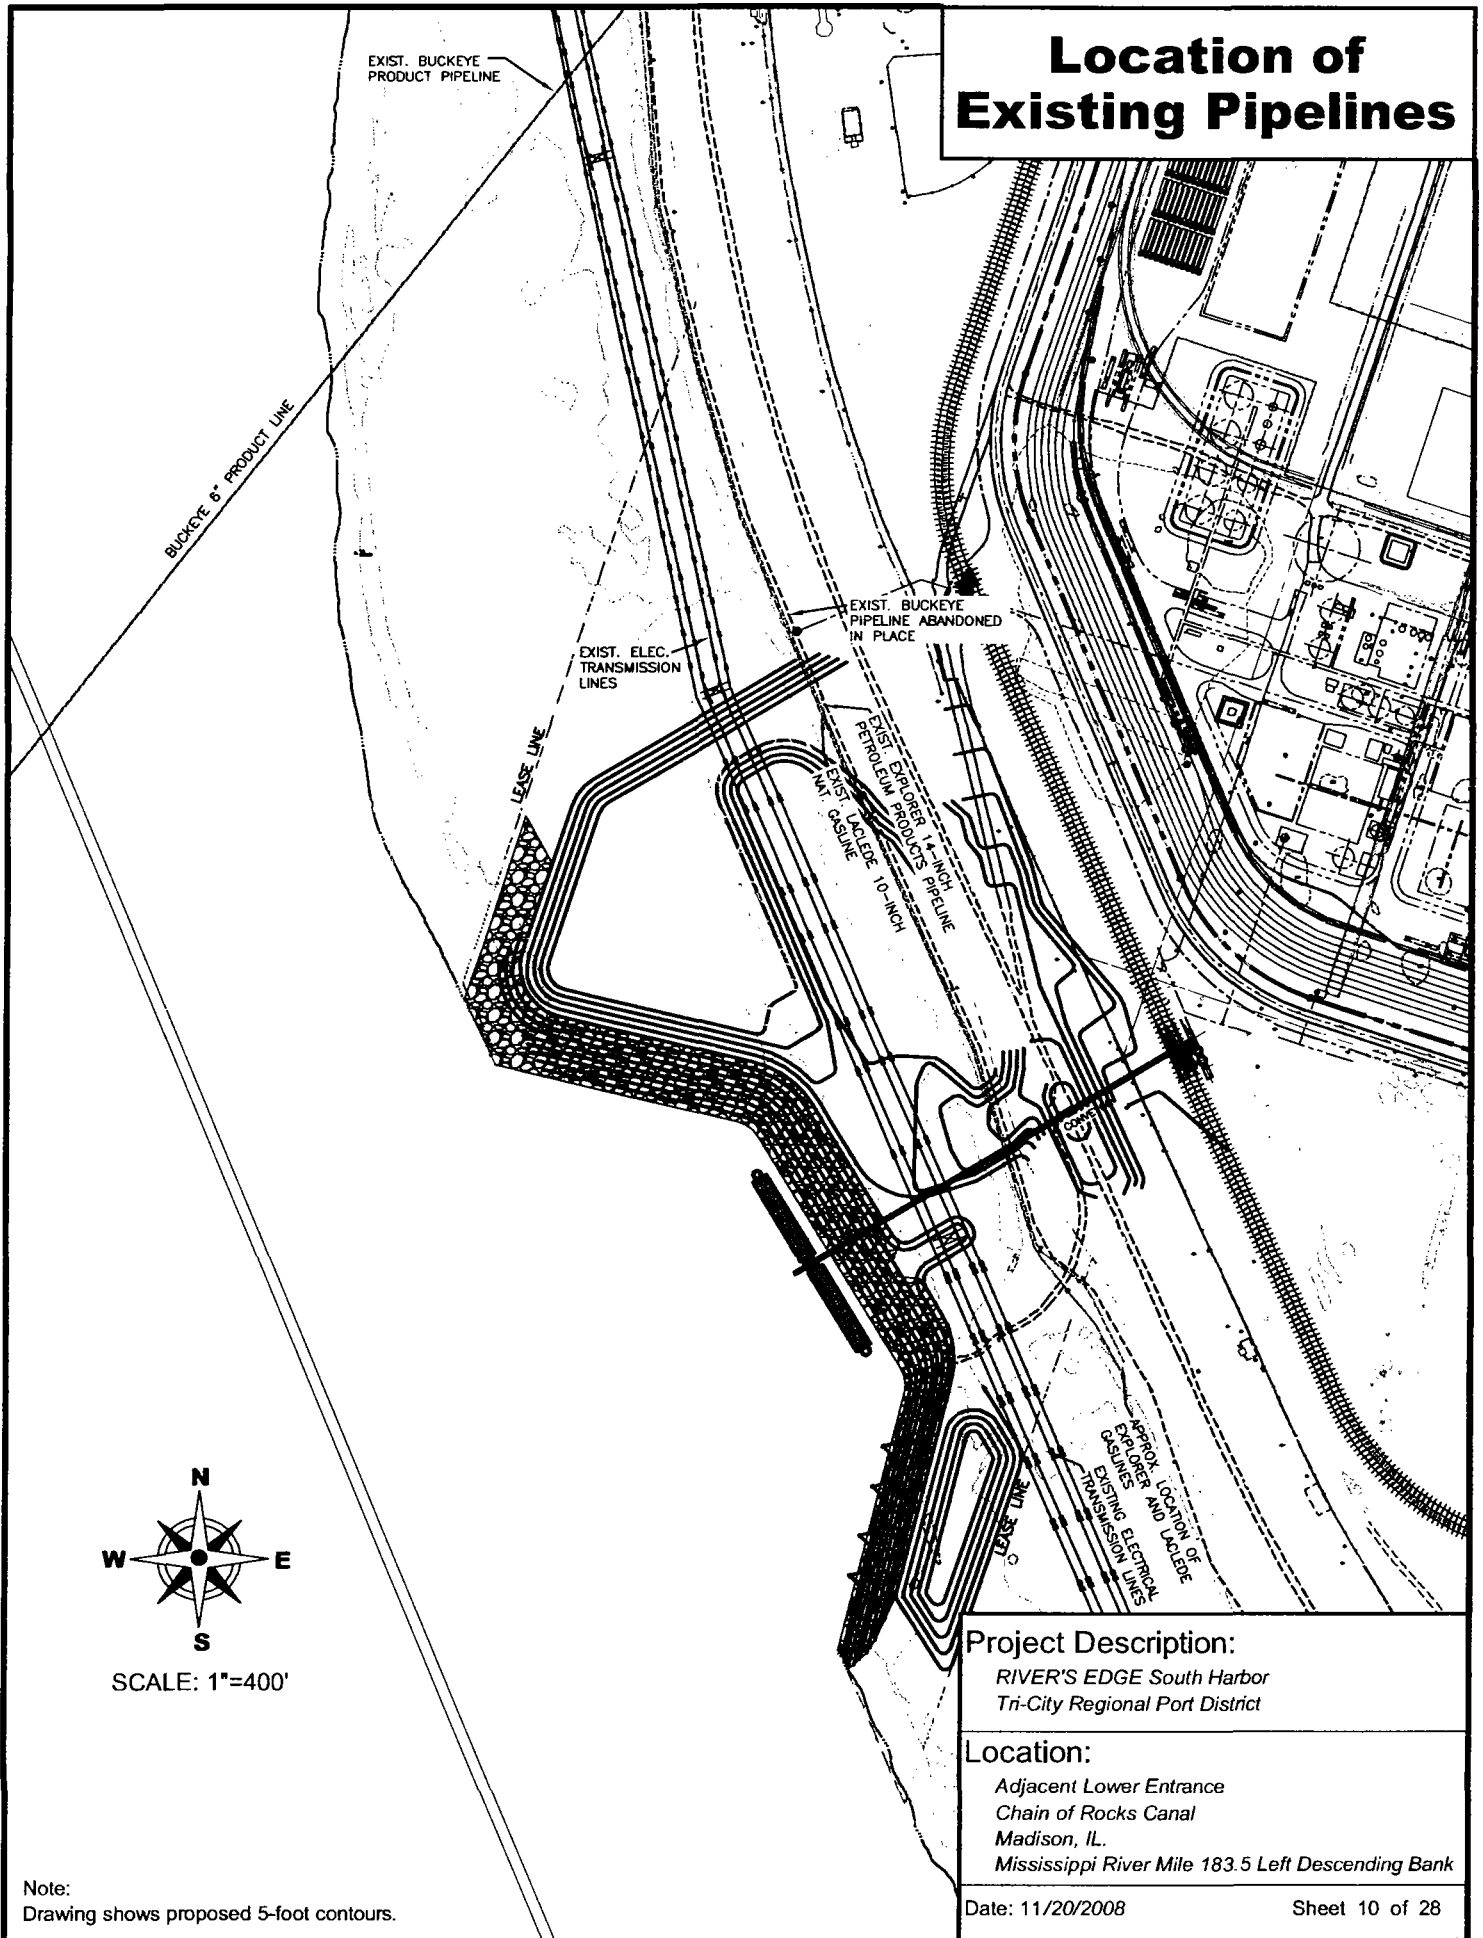 Location of
Existing Pipelines
EXIST. BUCKEYE
PRODUCT PIPELINE
BUCKEYE 6" PRODUCT LINE
EXIST. BUCKEYE
PIPELINE ABANDONED
IN PLACE
EXIST. ELEC.
TRANSMISSION
LINES
LEASE LINE
EXIST. EXPLORER 14-INCH
PETROLEUM PRODUCTS PIPELINE
EXIST. LACLEDE 10-INCH
NAT. GASLINE
APPROX. LOCATION OF
EXPLORER AND LACLEDE
GASLINES
EXISTING ELECTRICAL
TRANSMISSION LINES
LEASE LINE
N
W
E
S
SCALE: 1"=400'
Project Description:
RIVER'S EDGE South Harbor
Tri-City Regional Port District
Location:
Adjacent Lower Entrance
Chain of Rocks Canal
Madison, IL.
Mississippi River Mile 183.5 Left Descending Bank
Note:
Drawing shows proposed 5-foot contours.
Date: 11/20/2008 Sheet 10 of 28